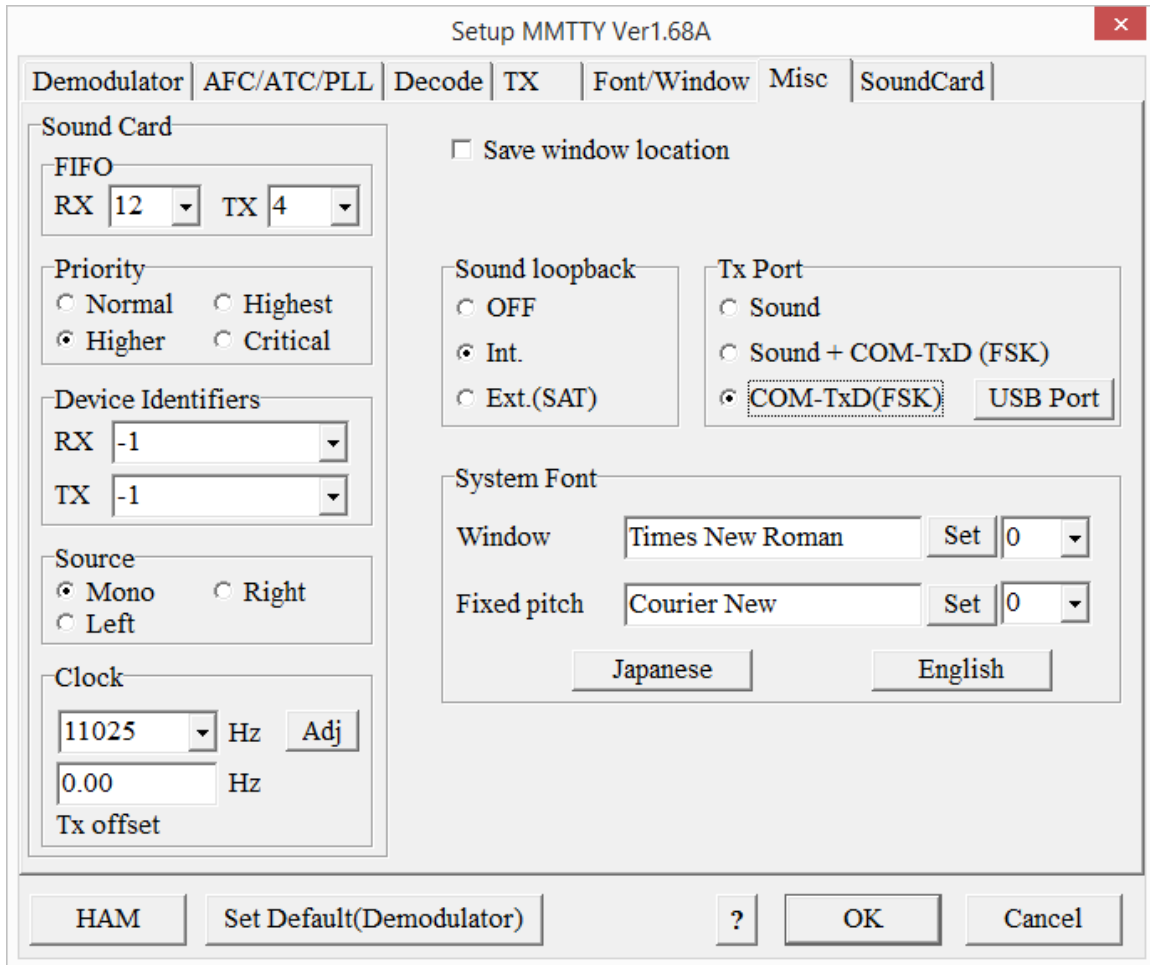 Setup MMTTY Ver1.68A
Demodulator AFC/ATC/PLL Decode TX Font/Window Misc SoundCard
Sound Card
FIFO
RX 12 TX 4
Priority
Normal Highest
Higher Critical
Device Identifiers
RX -1
TX -1
Source
Mono Right
Left
Clock
11025 Hz Adj
0.00 Hz
Tx offset
Save window location
Sound loopback
OFF
Int.
Ext.(SAT)
Tx Port
Sound
Sound + COM-TxD (FSK)
COM-TxD(FSK) USB Port
System Font
Window Times New Roman Set 0
Fixed pitch Courier New Set 0
Japanese English
HAM Set Default(Demodulator) ? OK Cancel